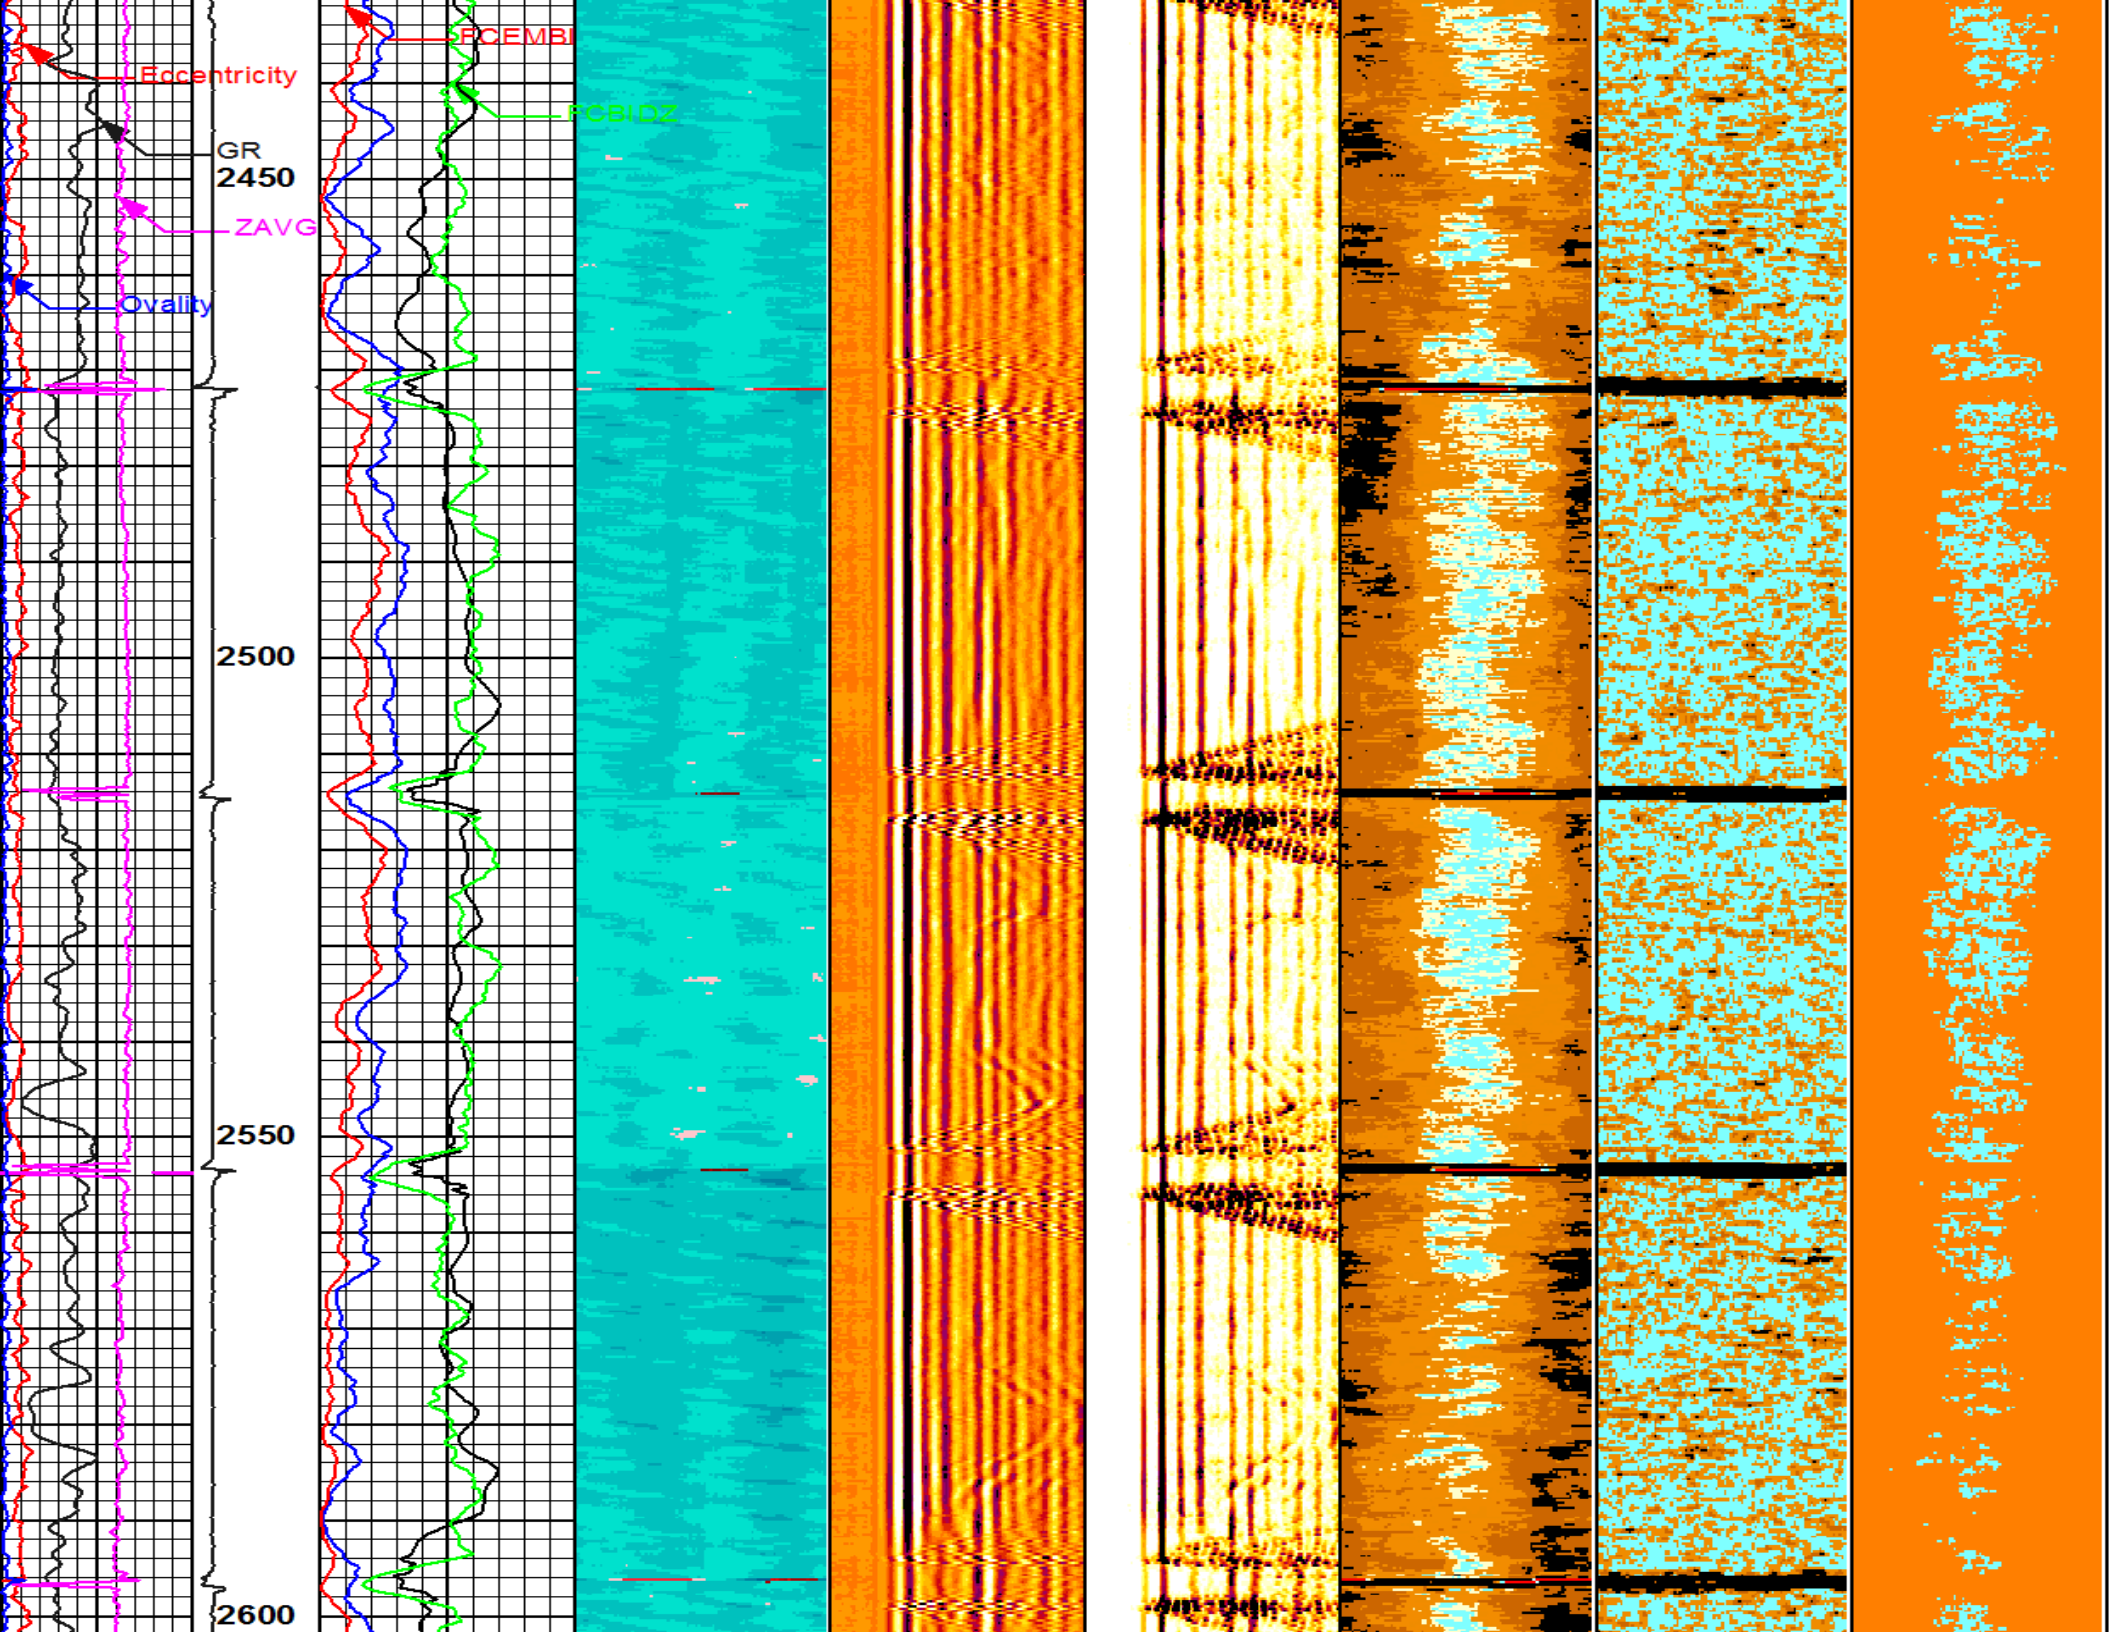 FCEMBI
Eccentricity
FCBIDZ
GR
2450
ZAVG
Ovality
2500
2550
2600